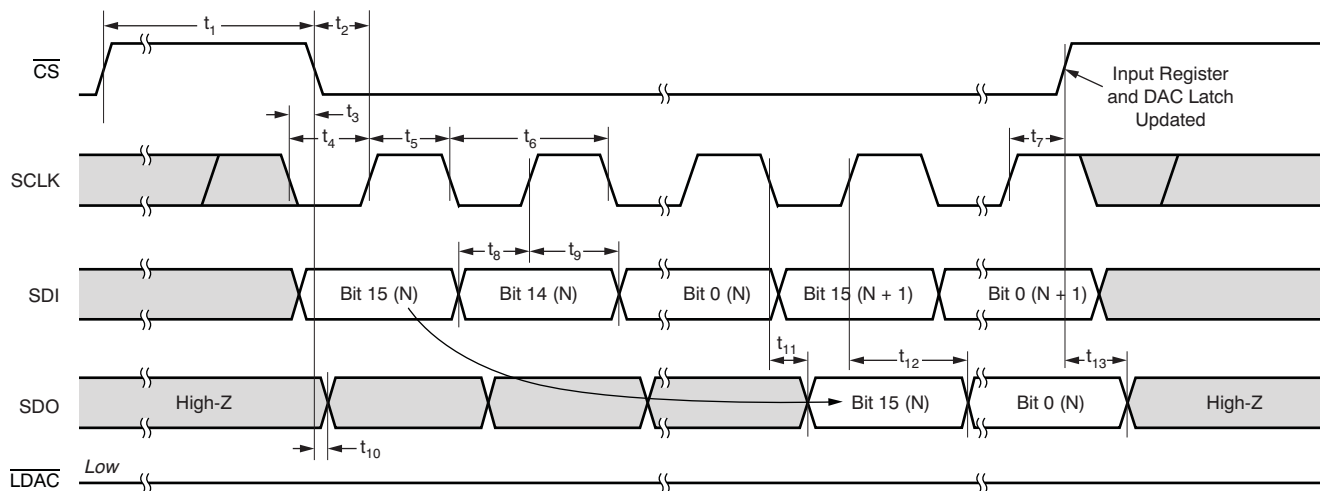 t1
t2
CS
Input Register
and DAC Latch
Updated
t3
t4
t5
t6
t7
SCLK
t8
t9
SDI
Bit 15 (N)
Bit 14 (N)
Bit 0 (N)
Bit 15 (N + 1)
Bit 0 (N + 1)
t11
t12
t13
SDO
High-Z
Bit 15 (N)
Bit 0 (N)
High-Z
t10
LDAC
Low